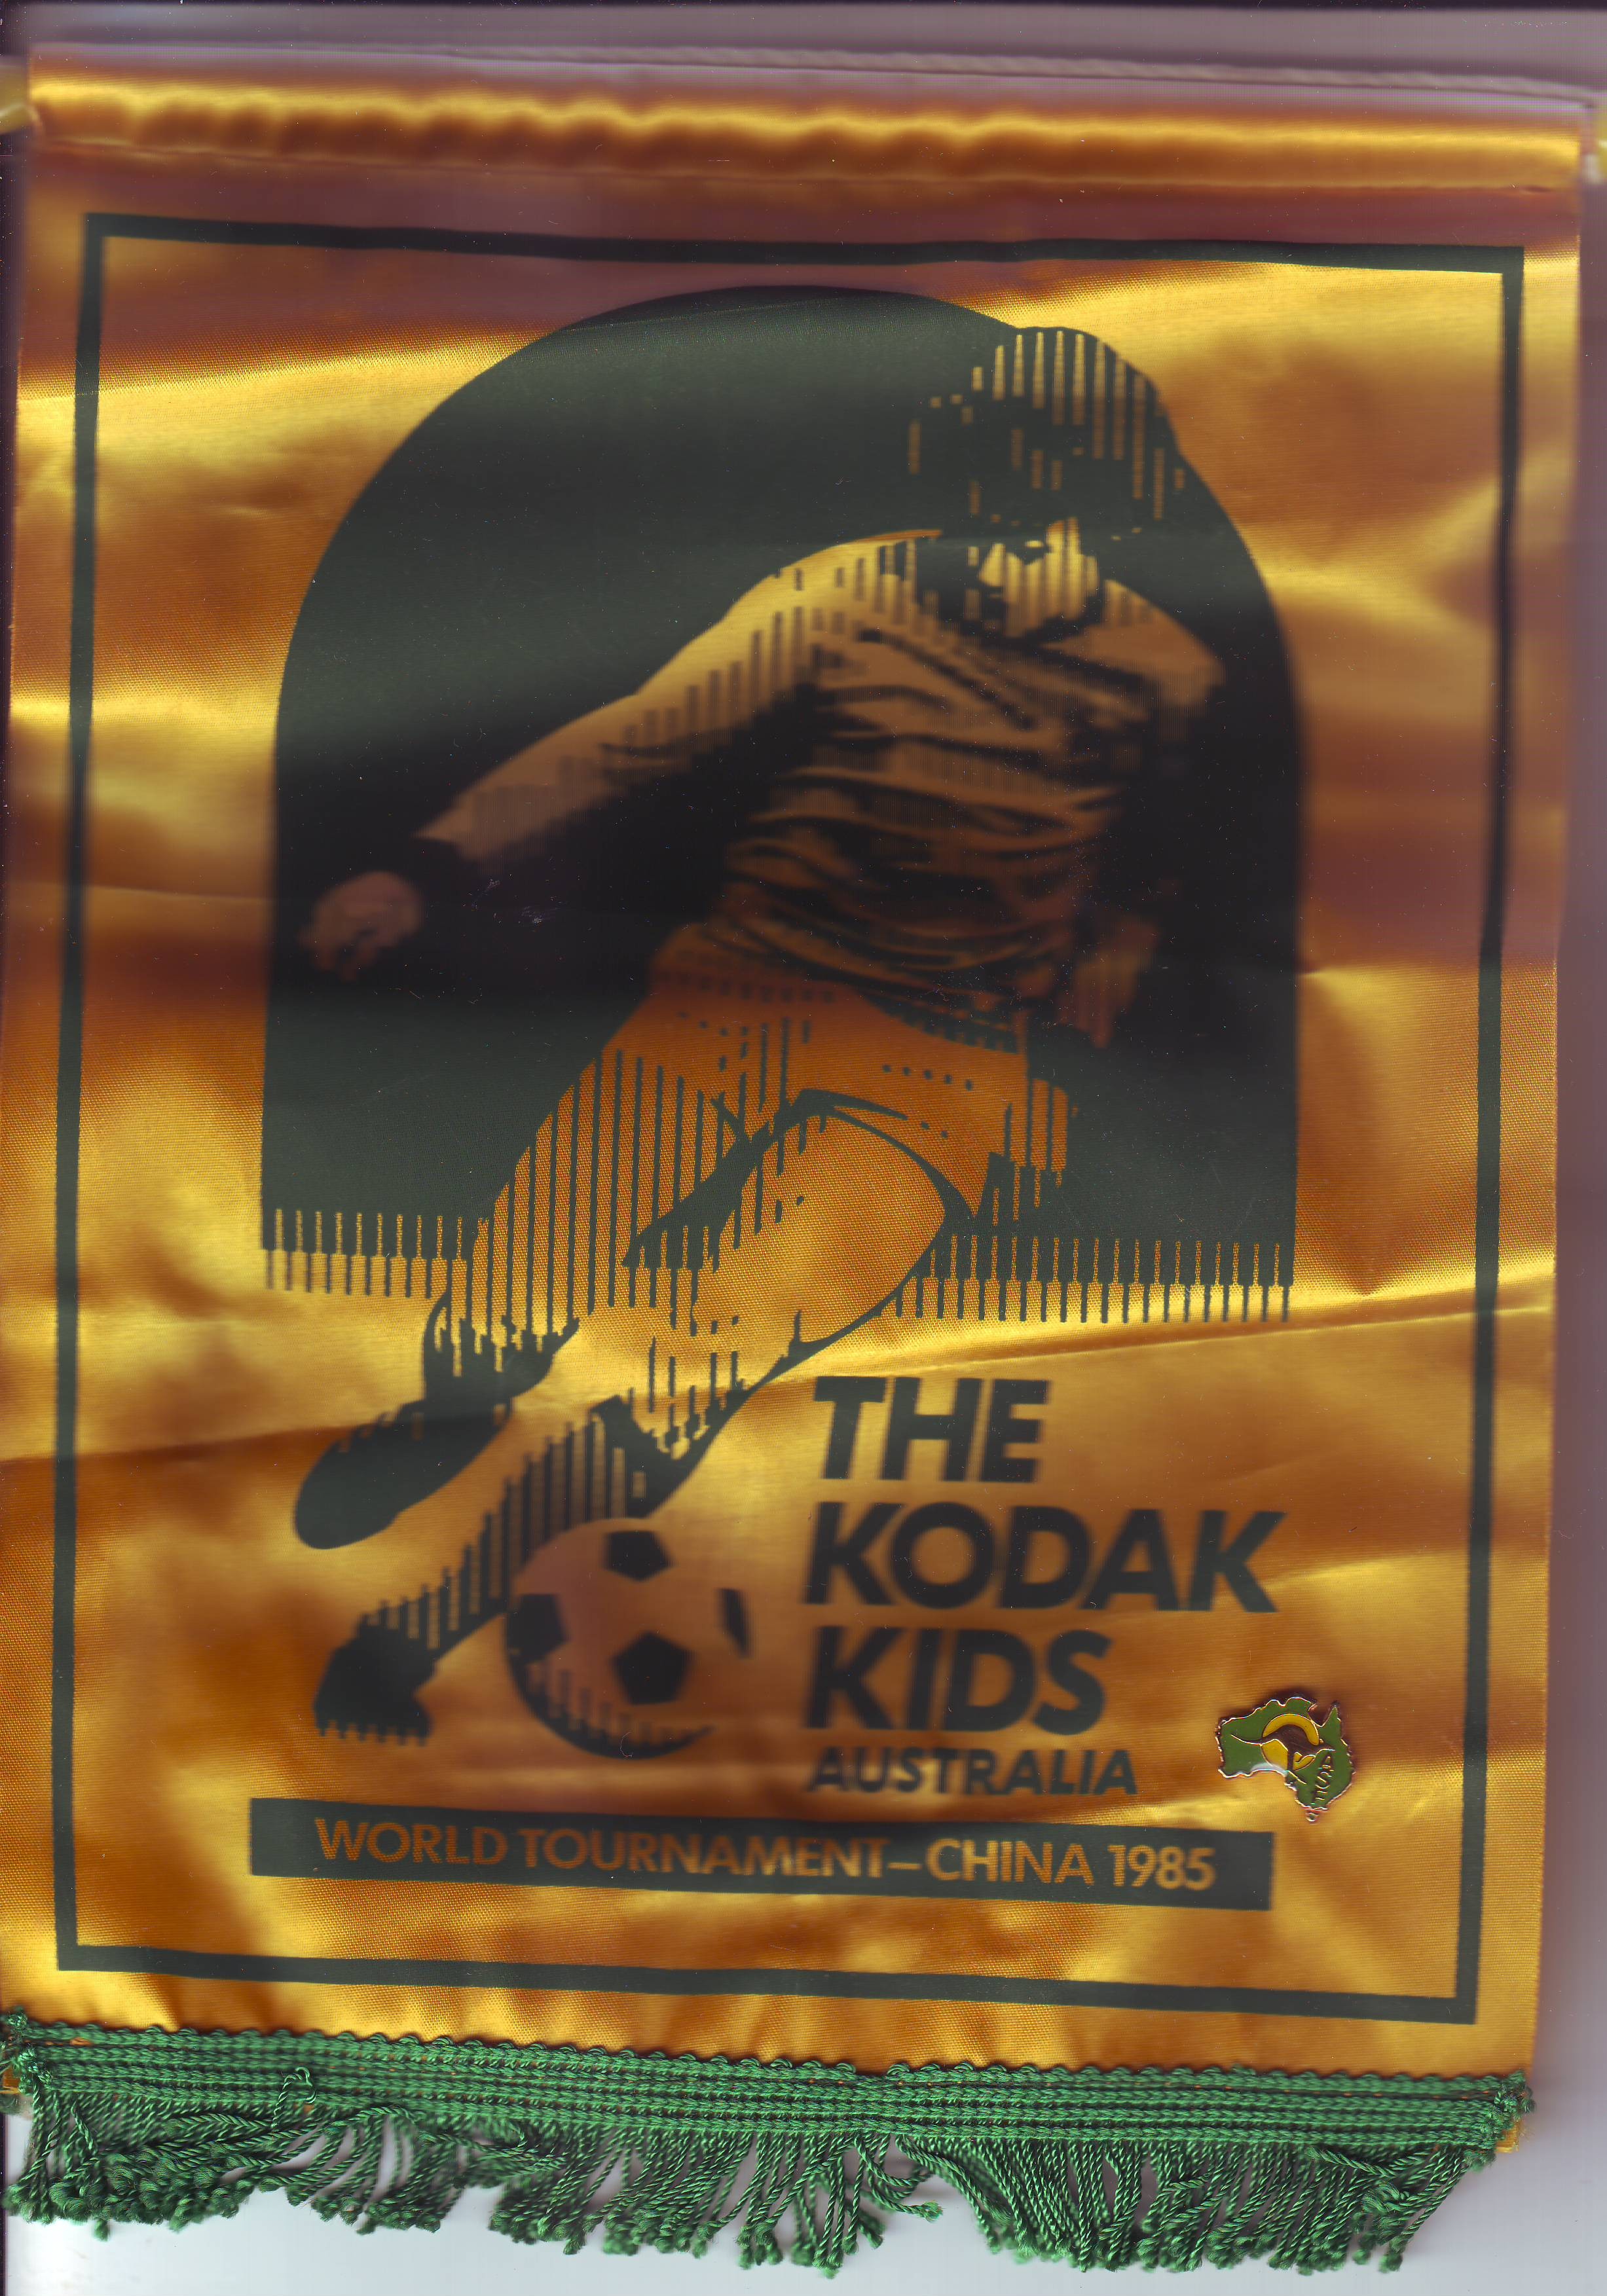 THE
KODAK
KIDS
AUSTRALIA
WORLD TOURNAMENT–CHINA 1985